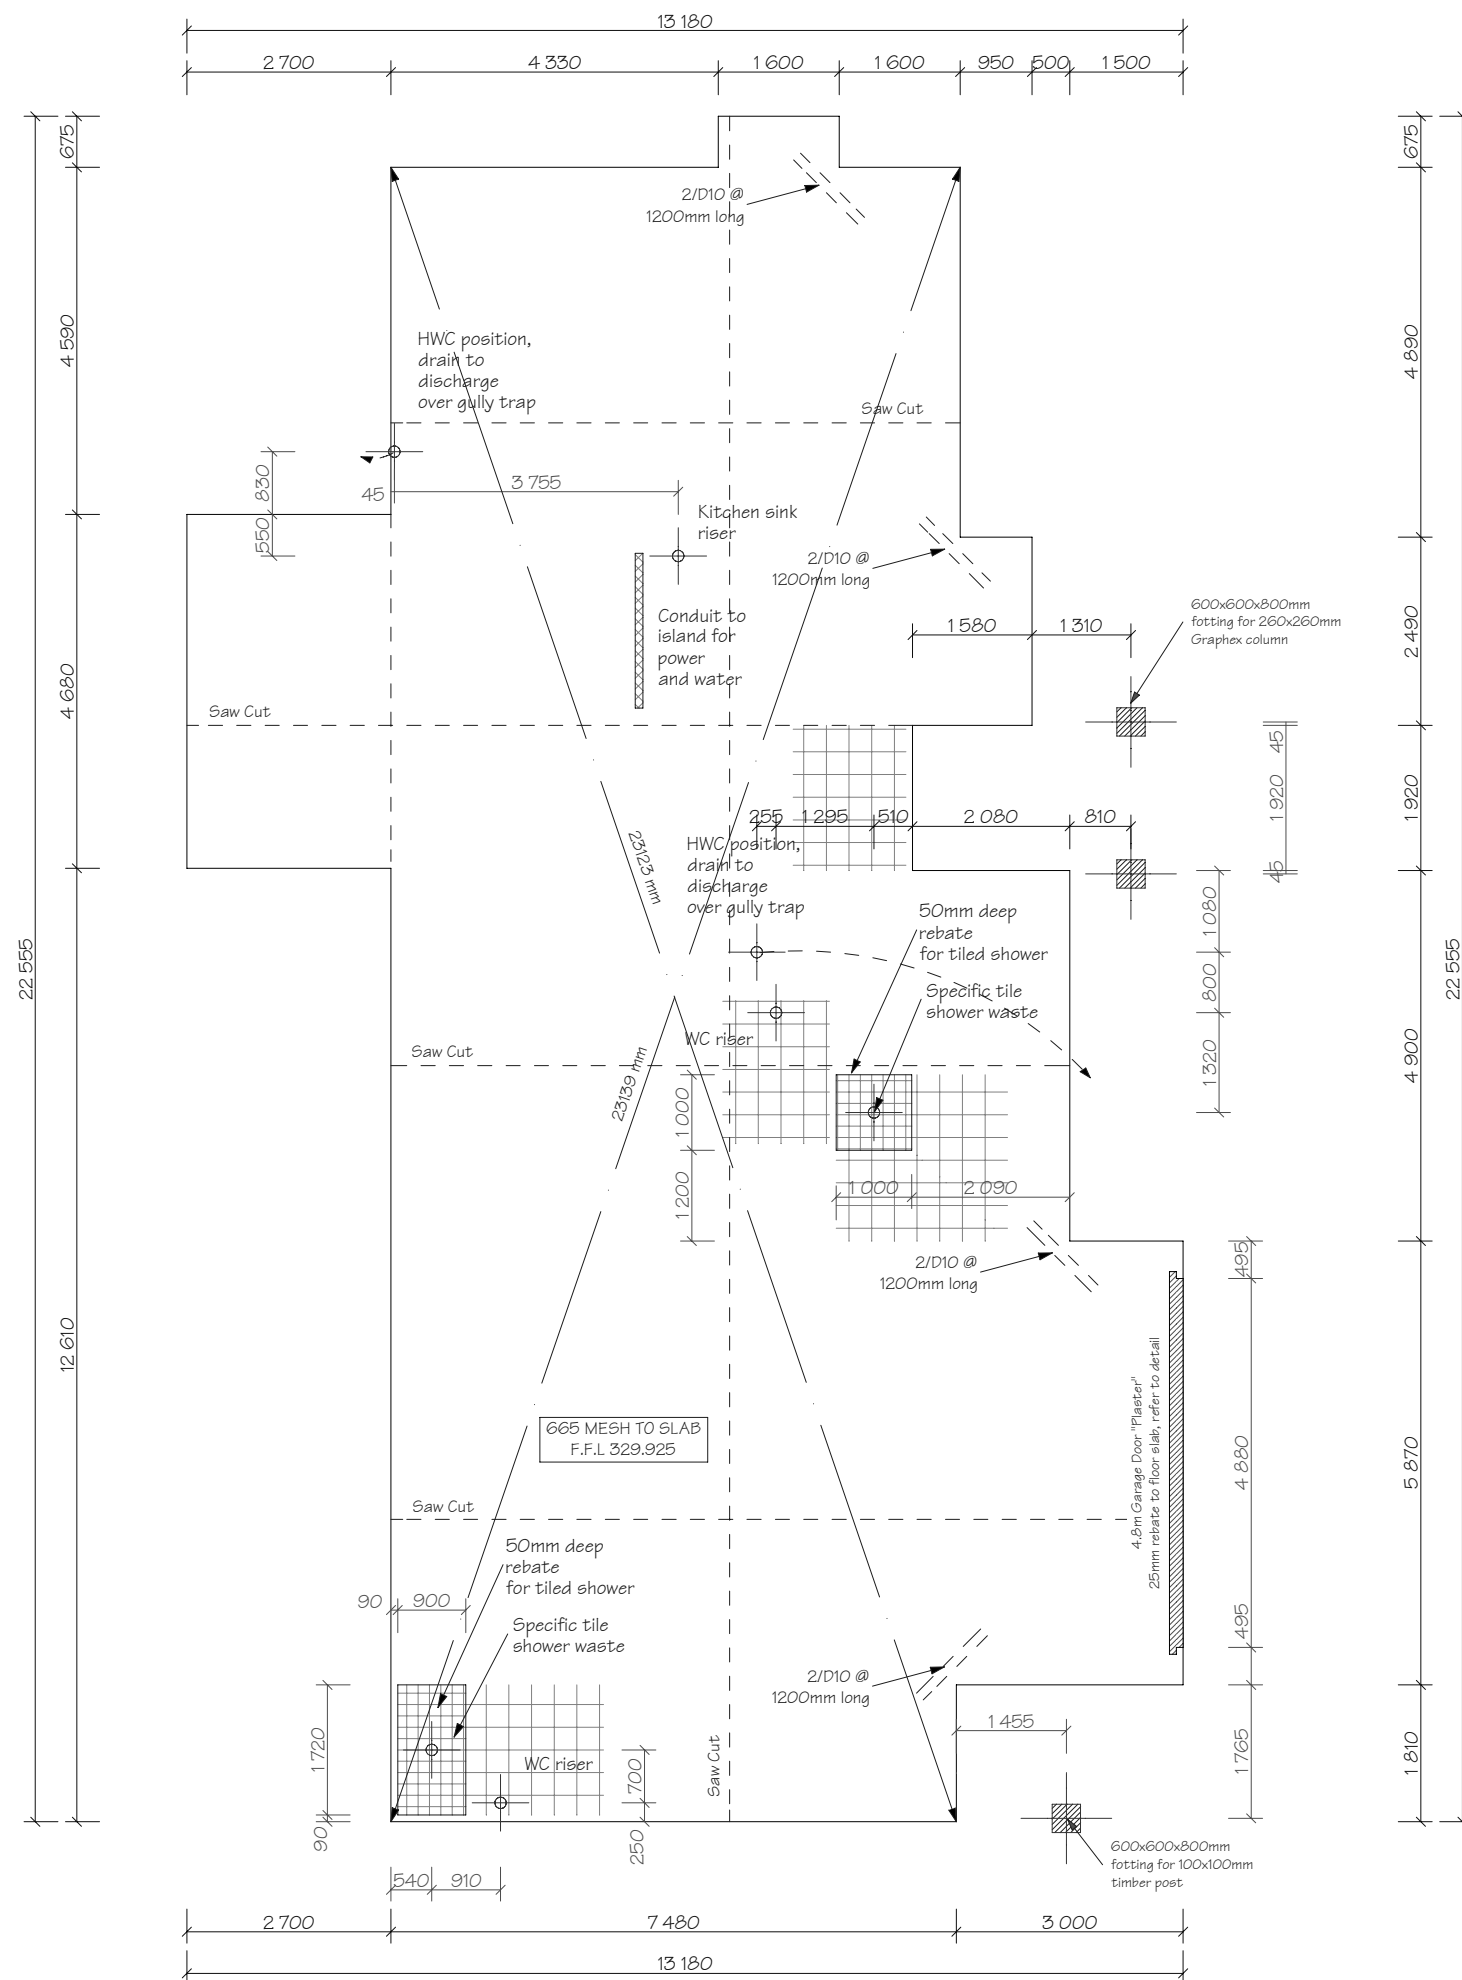 13 180
2 700
4 330
1 600
1 600
950
500
1 500
675
675
2/D10 @
1200mm long
4 590
4 890
HWC position,
drain to
discharge
over gully trap
Saw Cut
830
45
3 755
550
Kitchen sink
riser
2/D10 @
1200mm long
600x600x800mm
fotting for 260x260mm
Graphex column
Conduit to
island for
power
and water
1 580
1 310
2 490
4 680
Saw Cut
45
1 920
45
1 920
255
1 295
510
2 080
810
HWC position,
drain to
discharge
over gully trap
23123 mm
50mm deep
rebate
for tiled shower
1 080
800
1 320
22 555
22 555
Specific tile
shower waste
WC riser
Saw Cut
23139 mm
4 900
1 000
1 200
1 000
2 090
2/D10 @
1200mm long
495
12 610
665 MESH TO SLAB
F.F.L 329.925
4.8m Garage Door "Plaster"
25mm rebate to floor slab, refer to detail
4 880
5 870
Saw Cut
50mm deep
rebate
for tiled shower
90
900
Specific tile
shower waste
495
2/D10 @
1200mm long
1 720
WC riser
700
Saw Cut
1 455
1 765
1 810
90
250
600x600x800mm
fotting for 100x100mm
timber post
540
910
2 700
7 480
3 000
13 180